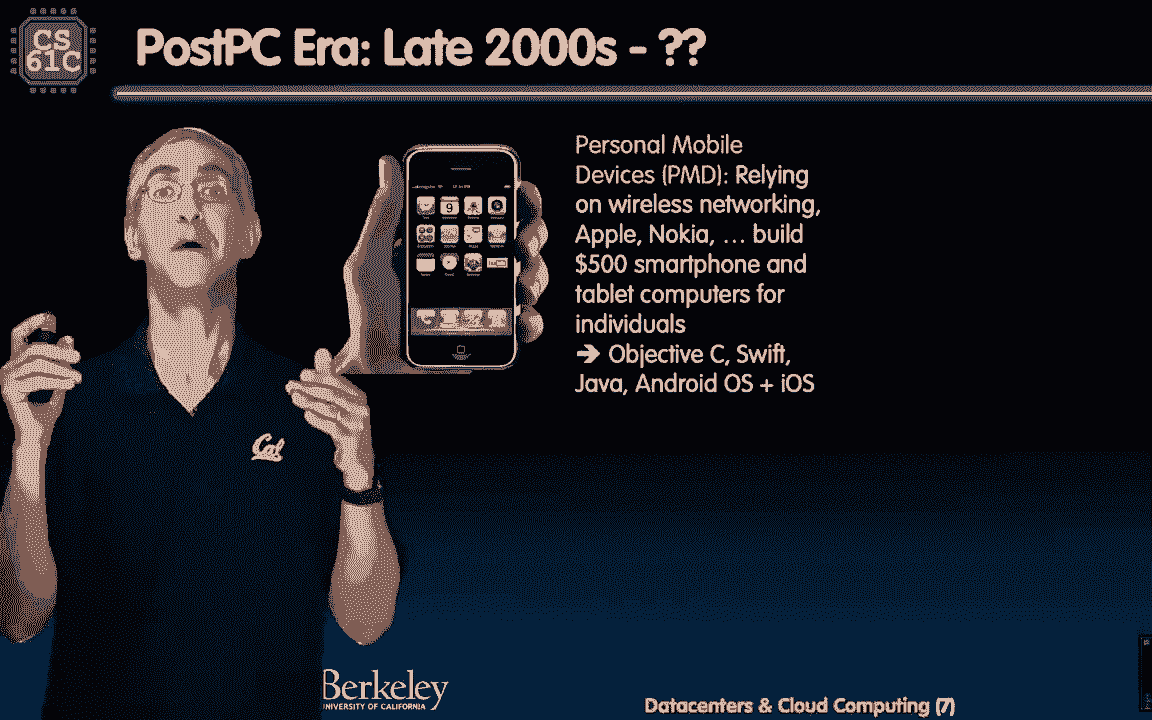 CS
61C
PostPC Era: Late 2000s - ??
Personal Mobile
Devices (PMD): Relying
on wireless networking,
Apple, Nokia, … build
$500 smartphone and
tablet computers for
individuals
➔ Objective C, Swift,
Java, Android OS + iOS
9
Cal
Berkeley
UNIVERSITY OF CALIFORNIA
Datacenters & Cloud Computing (7)